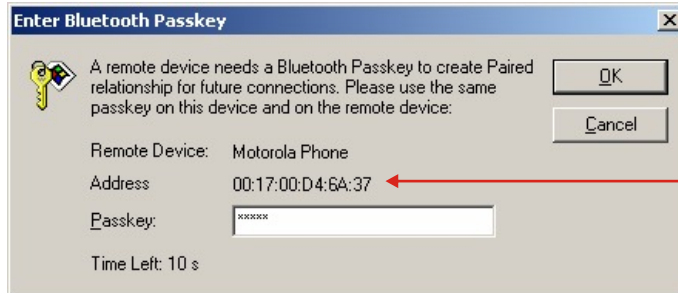 Enter Bluetooth Passkey
A remote device needs a Bluetooth Passkey to create Paired
relationship for future connections. Please use the same
passkey on this device and on the remote device:
OK
Cancel
Remote Device: Motorola Phone
Address 00:17:00:D4:6A:37
Passkey: *****
Time Left: 10 s